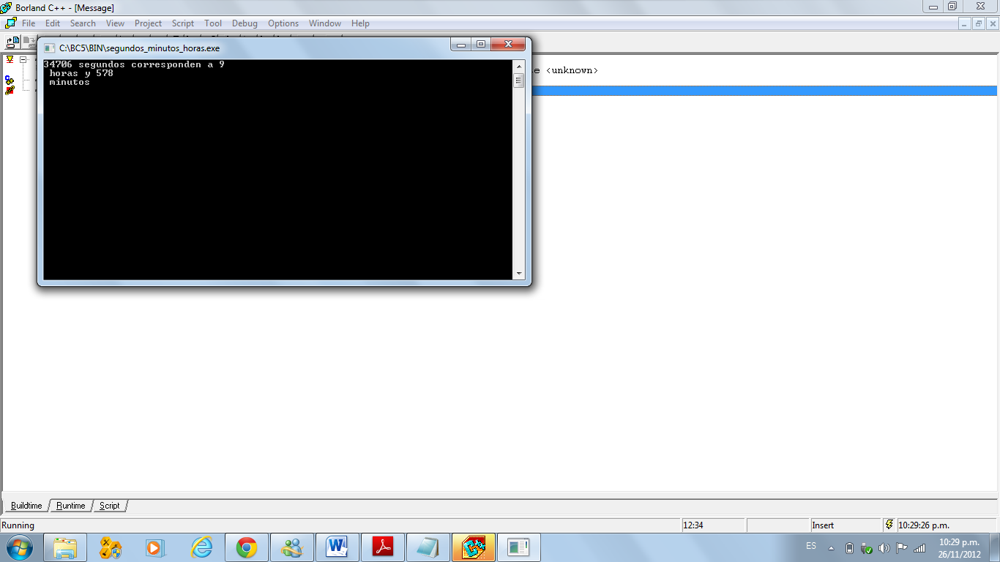 Borland C++ - [Message]
File Edit Search View Project Script Tool Debug Options Window Help
C:\BC5\BIN\segundos_minutos_horas.exe
34706 segundos corresponden a 9
horas y 578
minutos
<unknown>
Buildtime Runtime Script
Running 12:34 Insert 10:29:26 p.m.
ES 10:29 p.m.
26/11/2012